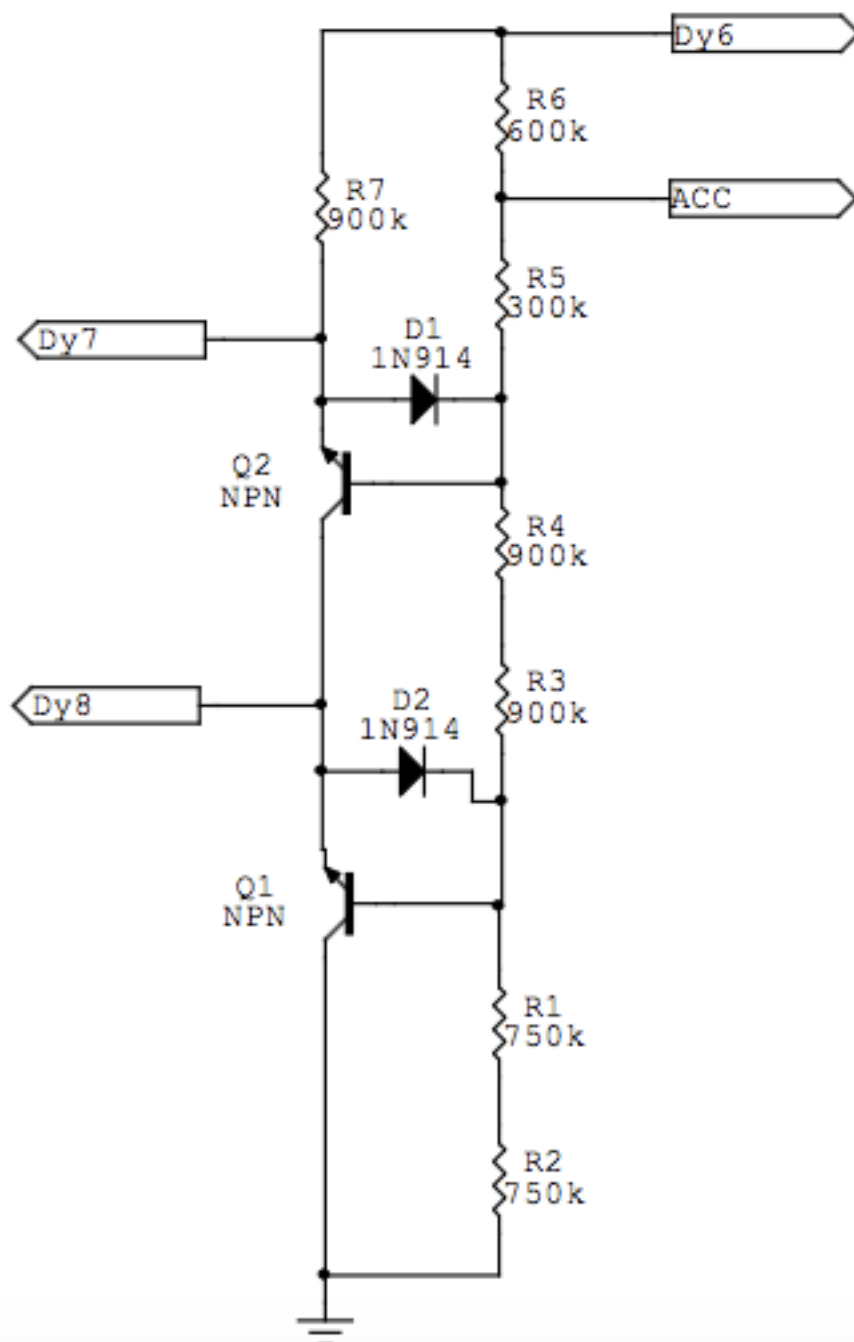 Dy6
R6
600k
ACC
R7
900k
R5
300k
Dy7
D1
1N914
Q2
NPN
R4
900k
R3
900k
Dy8
D2
1N914
Q1
NPN
R1
750k
R2
750k